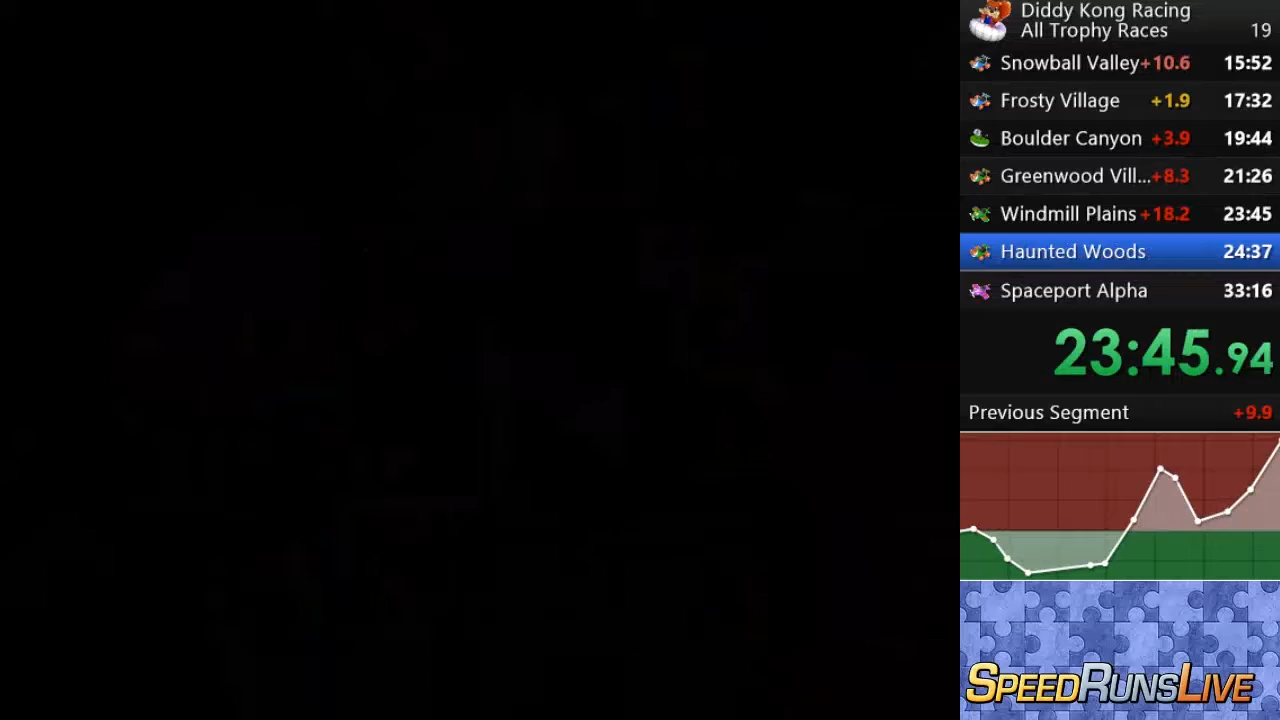 Diddy Kong Racing
All Trophy Races 19
Snowball Valley +10.6 15:52
Frosty Village +1.9 17:32
Boulder Canyon +3.9 19:44
Greenwood Vill... +8.3 21:26
Windmill Plains +18.2 23:45
Haunted Woods 24:37
Spaceport Alpha 33:16
23:45.94
Previous Segment +9.9
SPEEDRUNSLIVE